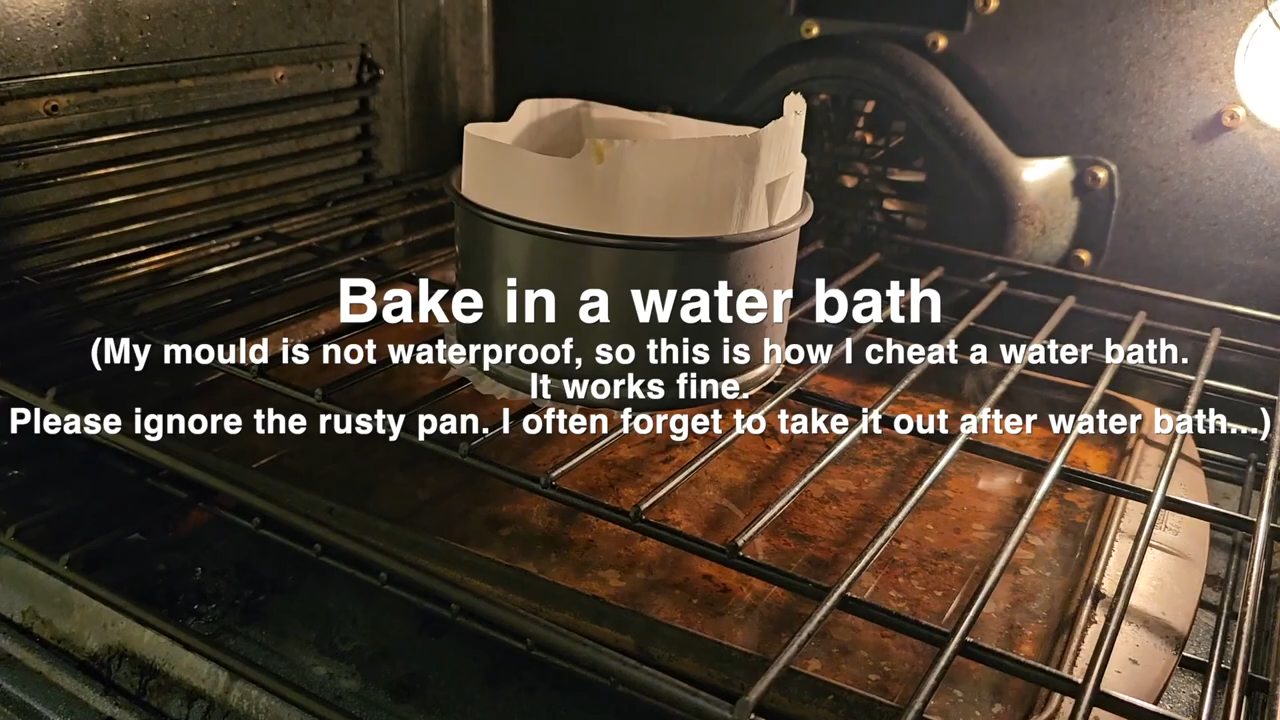 Bake in a water bath
(My mould is not waterproof, so this is how I cheat a water bath.
It works fine.
Please ignore the rusty pan. I often forget to take it out after water bath...)